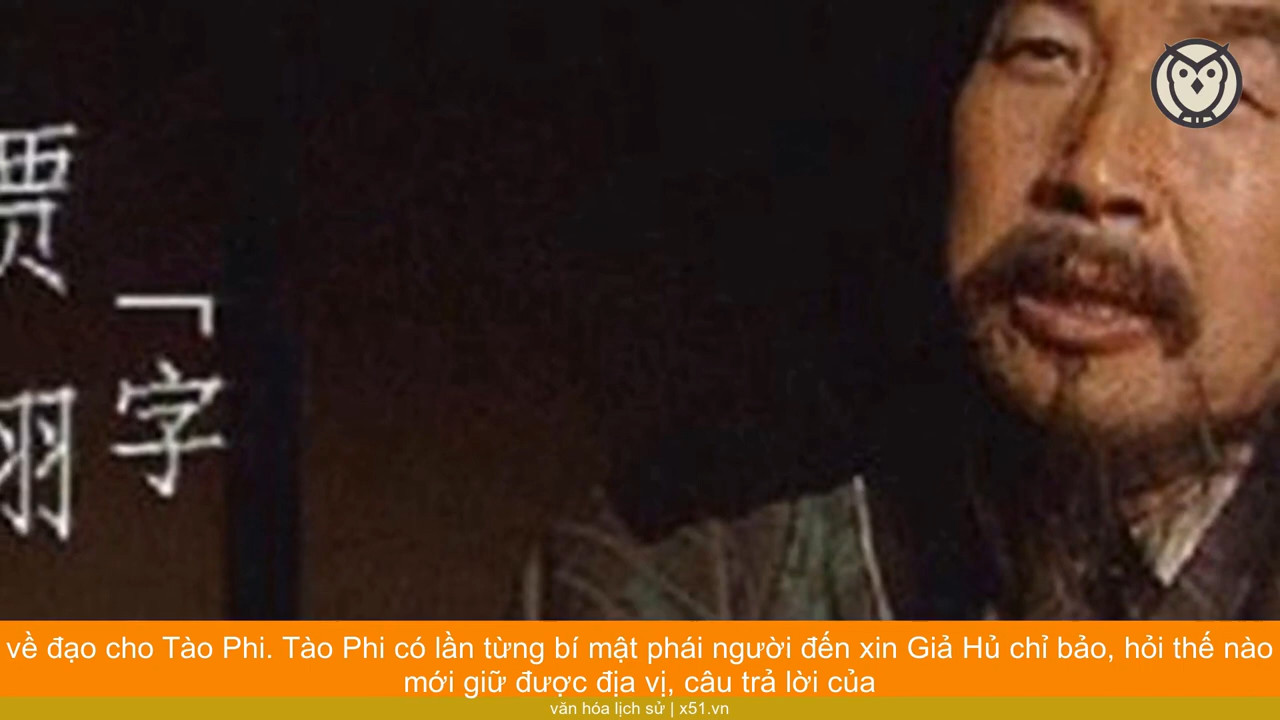 贾诩
「字
về đạo cho Tào Phi. Tào Phi có lần từng bí mật phái người đến xin Giả Hủ chỉ bảo, hỏi thế nào
mới giữ được địa vị, câu trả lời của
văn hóa lịch sử | x51.vn